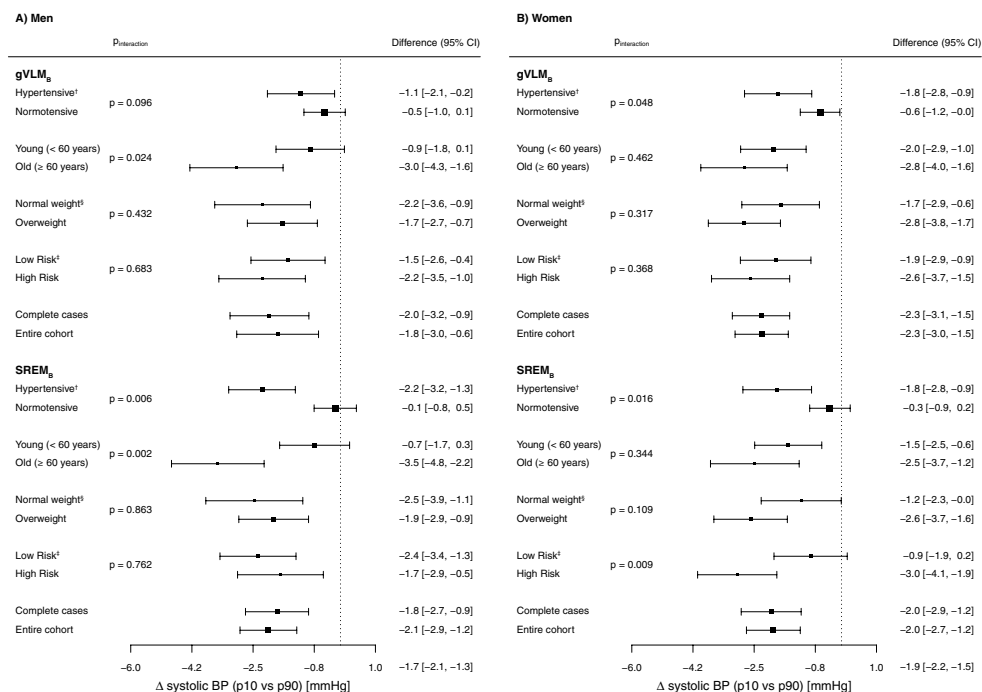 A) Men
Pinteraction Difference (95% CI)
gVLMB
Hypertensive† −1.1 [−2.1, −0.2]
p = 0.096
Normotensive −0.5 [−1.0, 0.1]
Young (< 60 years) −0.9 [−1.8, 0.1]
p = 0.024
Old (≥ 60 years) −3.0 [−4.3, −1.6]
Normal weight§ −2.2 [−3.6, −0.9]
p = 0.432
Overweight −1.7 [−2.7, −0.7]
Low Risk‡ −1.5 [−2.6, −0.4]
p = 0.683
High Risk −2.2 [−3.5, −1.0]
Complete cases −2.0 [−3.2, −0.9]
Entire cohort −1.8 [−3.0, −0.6]
SREMB
Hypertensive† −2.2 [−3.2, −1.3]
p = 0.006
Normotensive −0.1 [−0.8, 0.5]
Young (< 60 years) −0.7 [−1.7, 0.3]
p = 0.002
Old (≥ 60 years) −3.5 [−4.8, −2.2]
Normal weight§ −2.5 [−3.9, −1.1]
p = 0.863
Overweight −1.9 [−2.9, −0.9]
Low Risk‡ −2.4 [−3.4, −1.3]
p = 0.762
High Risk −1.7 [−2.9, −0.5]
Complete cases −1.8 [−2.7, −0.9]
Entire cohort −2.1 [−2.9, −1.2]
−6.0 −4.2 −2.5 −0.8 1.0
−1.7 [−2.1, −1.3]
Δ systolic BP (p10 vs p90) [mmHg]
B) Women
Pinteraction Difference (95% CI)
gVLMB
Hypertensive† −1.8 [−2.8, −0.9]
p = 0.048
Normotensive −0.6 [−1.2, −0.0]
Young (< 60 years) −2.0 [−2.9, −1.0]
p = 0.462
Old (≥ 60 years) −2.8 [−4.0, −1.6]
Normal weight§ −1.7 [−2.9, −0.6]
p = 0.317
Overweight −2.8 [−3.8, −1.7]
Low Risk‡ −1.9 [−2.9, −0.9]
p = 0.368
High Risk −2.6 [−3.7, −1.5]
Complete cases −2.3 [−3.1, −1.5]
Entire cohort −2.3 [−3.0, −1.5]
SREMB
Hypertensive† −1.8 [−2.8, −0.9]
p = 0.016
Normotensive −0.3 [−0.9, 0.2]
Young (< 60 years) −1.5 [−2.5, −0.6]
p = 0.344
Old (≥ 60 years) −2.5 [−3.7, −1.2]
Normal weight§ −1.2 [−2.3, −0.0]
p = 0.109
Overweight −2.6 [−3.7, −1.6]
Low Risk‡ −0.9 [−1.9, 0.2]
p = 0.009
High Risk −3.0 [−4.1, −1.9]
Complete cases −2.0 [−2.9, −1.2]
Entire cohort −2.0 [−2.7, −1.2]
−6.0 −4.2 −2.5 −0.8 1.0
−1.9 [−2.2, −1.5]
Δ systolic BP (p10 vs p90) [mmHg]